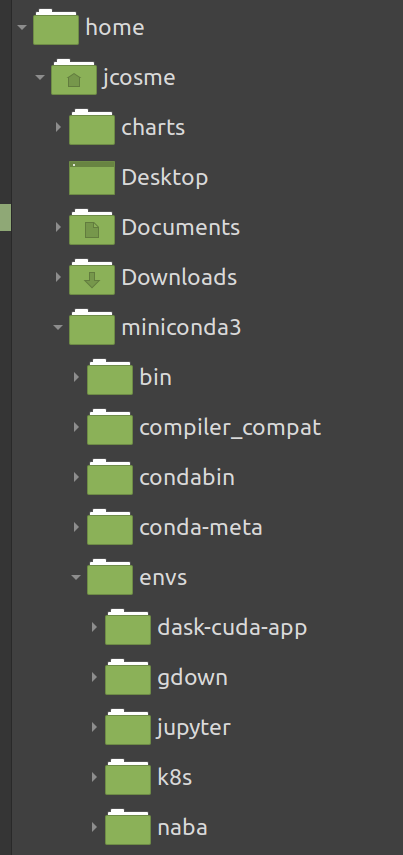 home
jcosme
charts
Desktop
Documents
Downloads
miniconda3
bin
compiler_compat
condabin
conda-meta
envs
dask-cuda-app
gdown
jupyter
k8s
naba